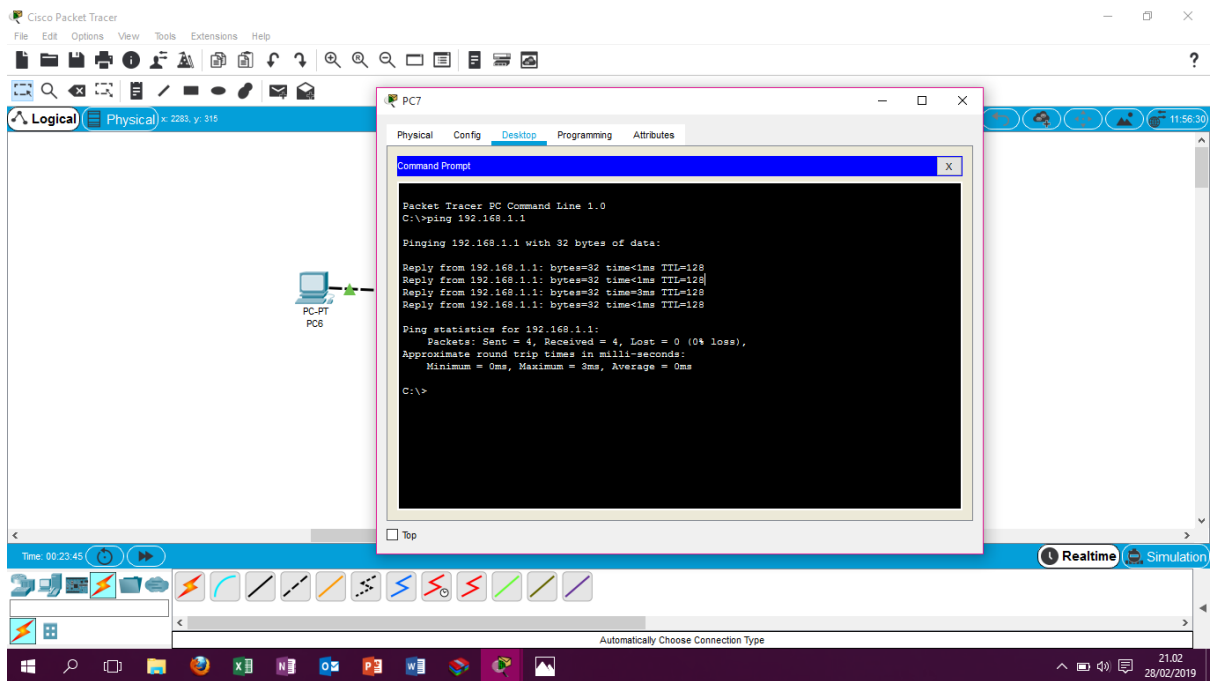 Cisco Packet Tracer
File Edit Options View Tools Extensions Help
?
Logical Physical x: 2283, y: 315 11:56:30
PC-PT
PC6
PC7
Physical Config Desktop Programming Attributes
Command Prompt X
Packet Tracer PC Command Line 1.0
C:\>ping 192.168.1.1
Pinging 192.168.1.1 with 32 bytes of data:
Reply from 192.168.1.1: bytes=32 time<1ms TTL=128
Reply from 192.168.1.1: bytes=32 time<1ms TTL=128
Reply from 192.168.1.1: bytes=32 time=3ms TTL=128
Reply from 192.168.1.1: bytes=32 time<1ms TTL=128
Ping statistics for 192.168.1.1:
Packets: Sent = 4, Received = 4, Lost = 0 (0% loss),
Approximate round trip times in milli-seconds:
Minimum = 0ms, Maximum = 3ms, Average = 0ms
C:\>
Top
Time: 00:23:45 Realtime Simulation
Automatically Choose Connection Type
21.02
28/02/2019